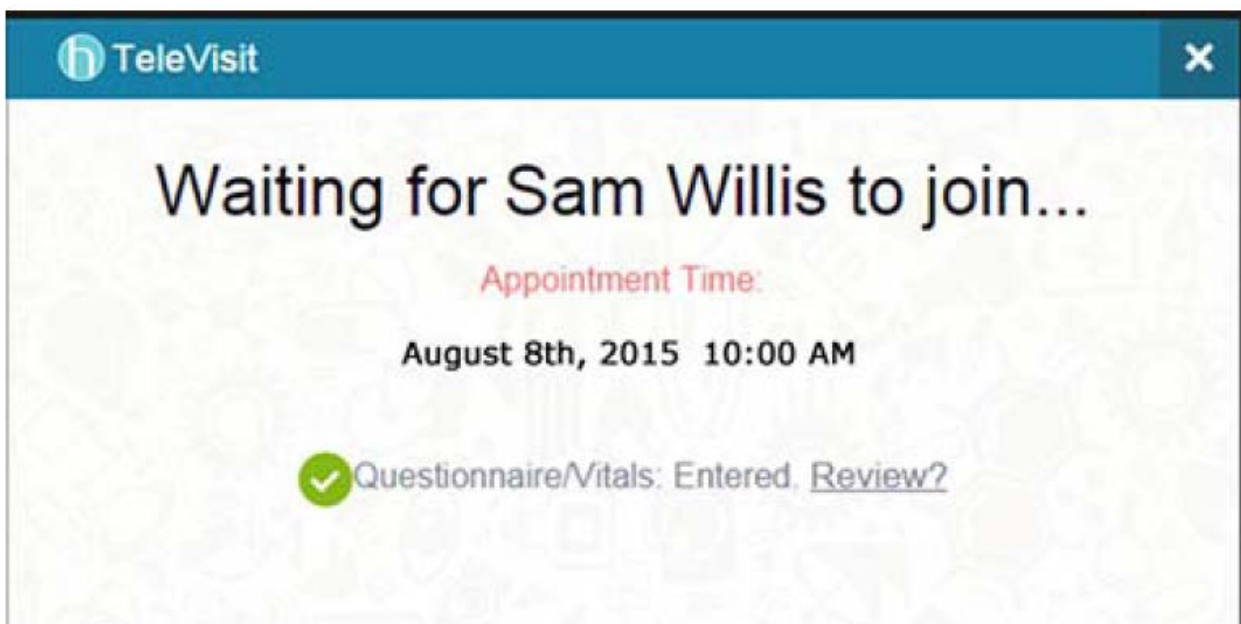 TeleVisit
Waiting for Sam Willis to join...
Appointment Time:
August 8th, 2015 10:00 AM
Questionnaire/Vitals: Entered. Review?